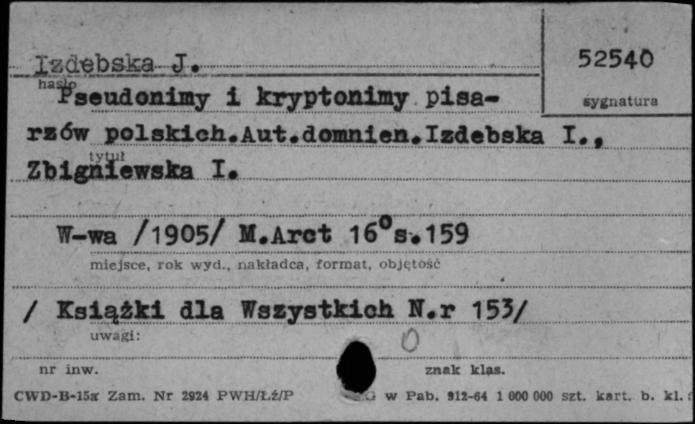 Izdebska J.
52540
hasło
sygnatura
Pseudonimy i kryptonimy pisa-
rzów polskich.Aut.domnien.Izdebska I.,
tytuł
Zbigniewska I.
W-wa /1905/ M.Arct 16°s.159
miejsce, rok wyd., nakładca, format, objętość
/ Książki dla Wszystkich N.r 153/
uwagi:
0
nr inw.
znak klas.
CWD-B-15a Zam. Nr 2924 PWH/Łź/P
G w Pab. 912-64 1 000 000 szt. kart. b. kl.